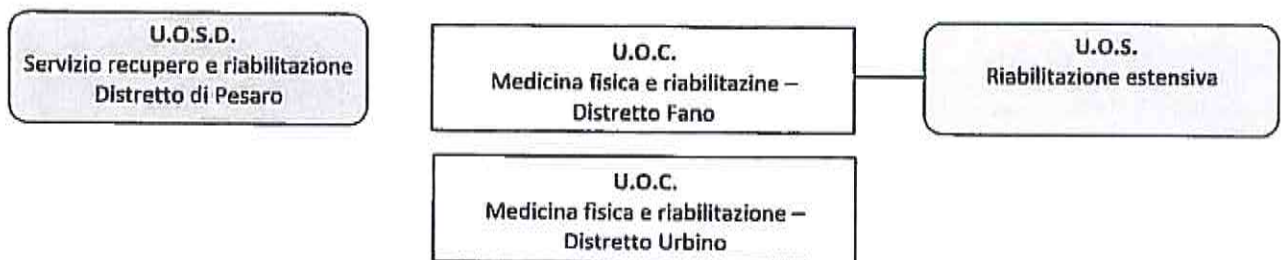 U.O.S.D.
Servizio recupero e riabilitazione
Distretto di Pesaro
U.O.C.
Medicina fisica e riabilitazine –
Distretto Fano
U.O.S.
Riabilitazione estensiva
U.O.C.
Medicina fisica e riabilitazione –
Distretto Urbino